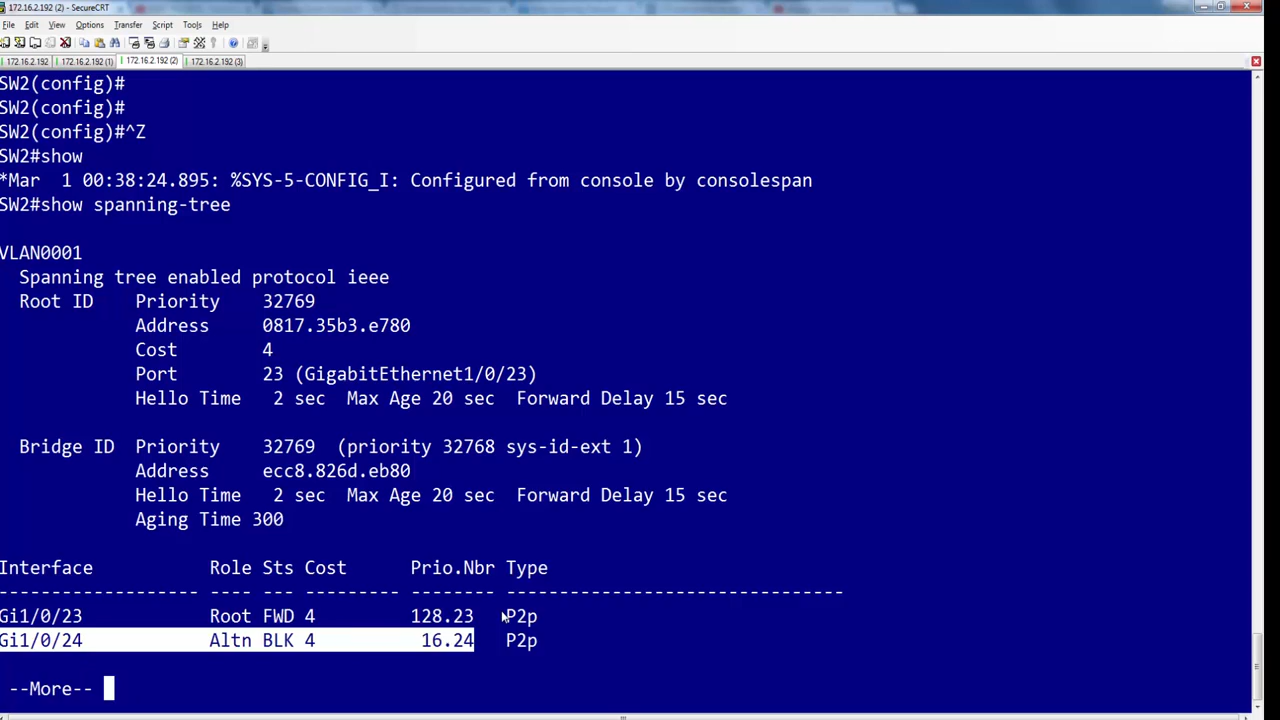 172.16.2.192 (2) - SecureCRT
File Edit View Options Transfer Script Tools Help
172.16.2.192 172.16.2.192 (1) 172.16.2.192 (2) 172.16.2.192 (3)
SW2(config)#
SW2(config)#
SW2(config)#^Z
SW2#show
*Mar  1 00:38:24.895: %SYS-5-CONFIG_I: Configured from console by consolespan
SW2#show spanning-tree
VLAN0001
Spanning tree enabled protocol ieee
Root ID Priority 32769
Address 0817.35b3.e780
Cost 4
Port 23 (GigabitEthernet1/0/23)
Hello Time 2 sec Max Age 20 sec Forward Delay 15 sec
Bridge ID Priority 32769 (priority 32768 sys-id-ext 1)
Address ecc8.826d.eb80
Hello Time 2 sec Max Age 20 sec Forward Delay 15 sec
Aging Time 300
Interface Role Sts Cost Prio.Nbr Type
------------------- ---- --- --------- -------- --------------------------------
Gi1/0/23 Root FWD 4 128.23 P2p
Gi1/0/24 Altn BLK 4 16.24 P2p
--More--